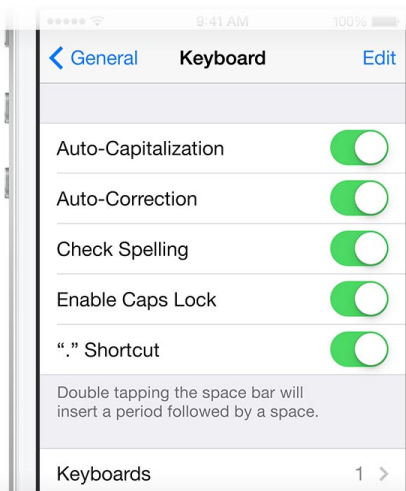 9:41 AM 100%
General Keyboard Edit
Auto-Capitalization
Auto-Correction
Check Spelling
Enable Caps Lock
“.” Shortcut
Double tapping the space bar will
insert a period followed by a space.
Keyboards 1